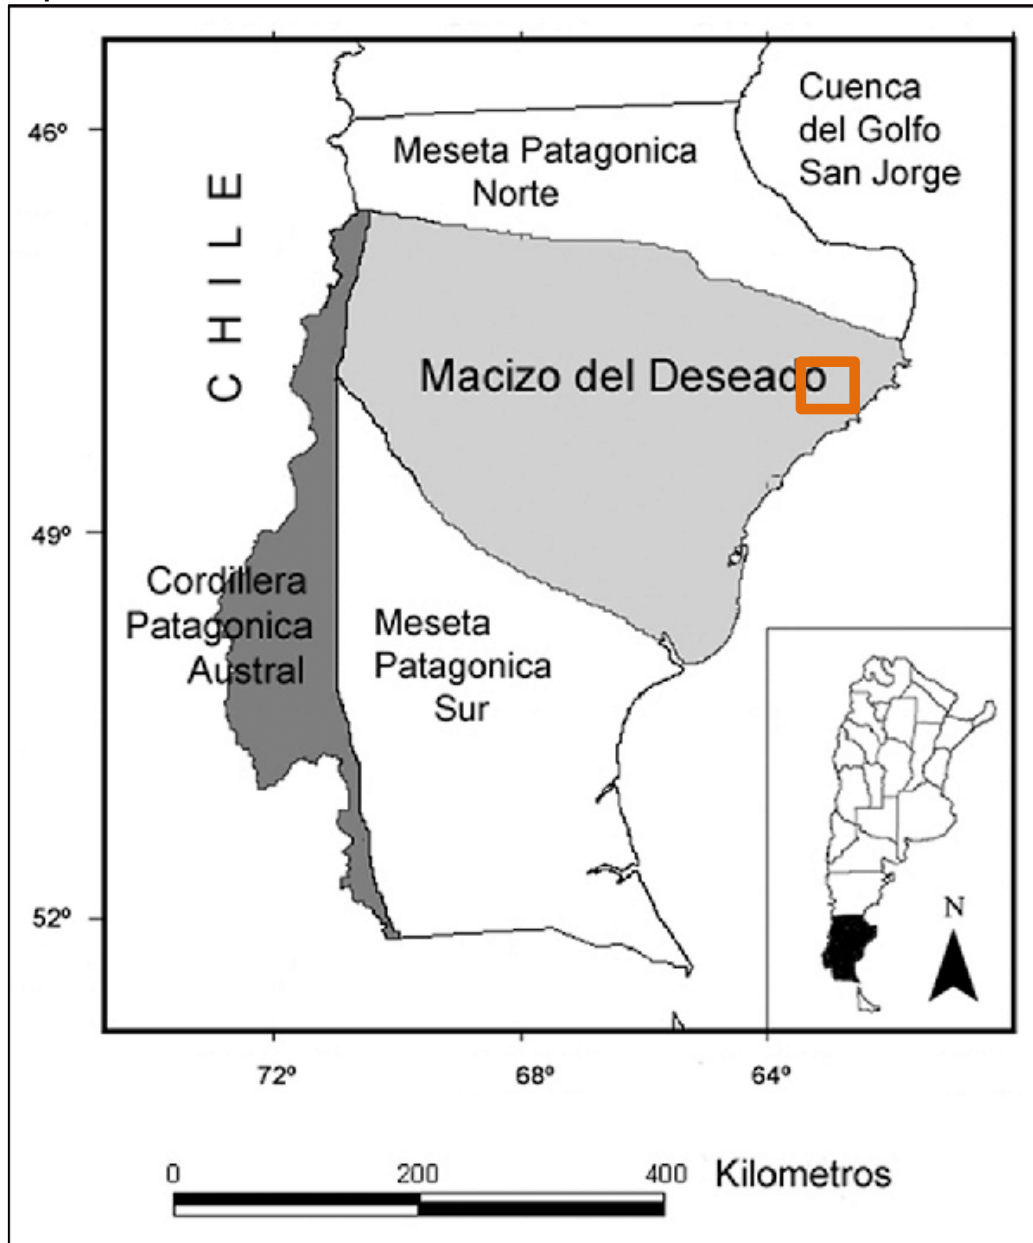 Cuenca
del Golfo
San Jorge
46º
Meseta Patagonica
Norte
CHILE
Macizo del Deseado
49º
Cordillera
Patagonica
Austral
Meseta
Patagonica
Sur
N
52º
72º
68º
64º
0
200
400
Kilometros